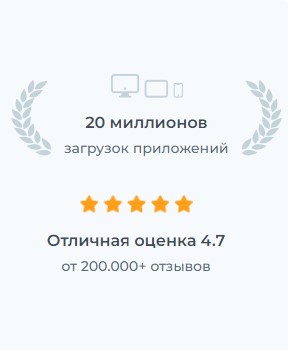 20 миллионов
загрузок приложений
Отличная оценка 4.7
от 200.000+ отзывов